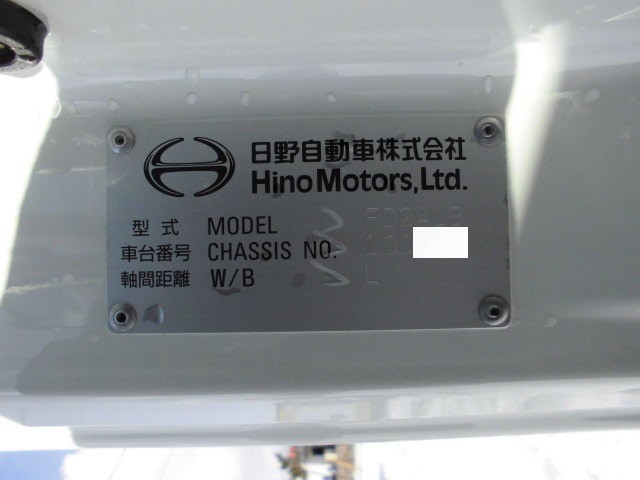 日野自動車株式会社
Hino Motors, Ltd.
型式 MODEL
車台番号 CHASSIS NO.
軸間距離 W/B L